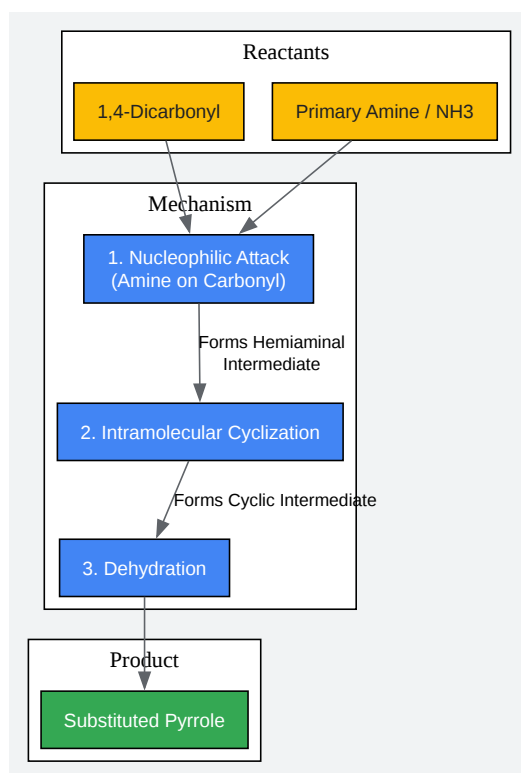 Reactants
1,4-Dicarbonyl
Primary Amine / NH3
Mechanism
1. Nucleophilic Attack
(Amine on Carbonyl)
Forms Hemiaminal
Intermediate
2. Intramolecular Cyclization
Forms Cyclic Intermediate
3. Dehydration
Product
Substituted Pyrrole